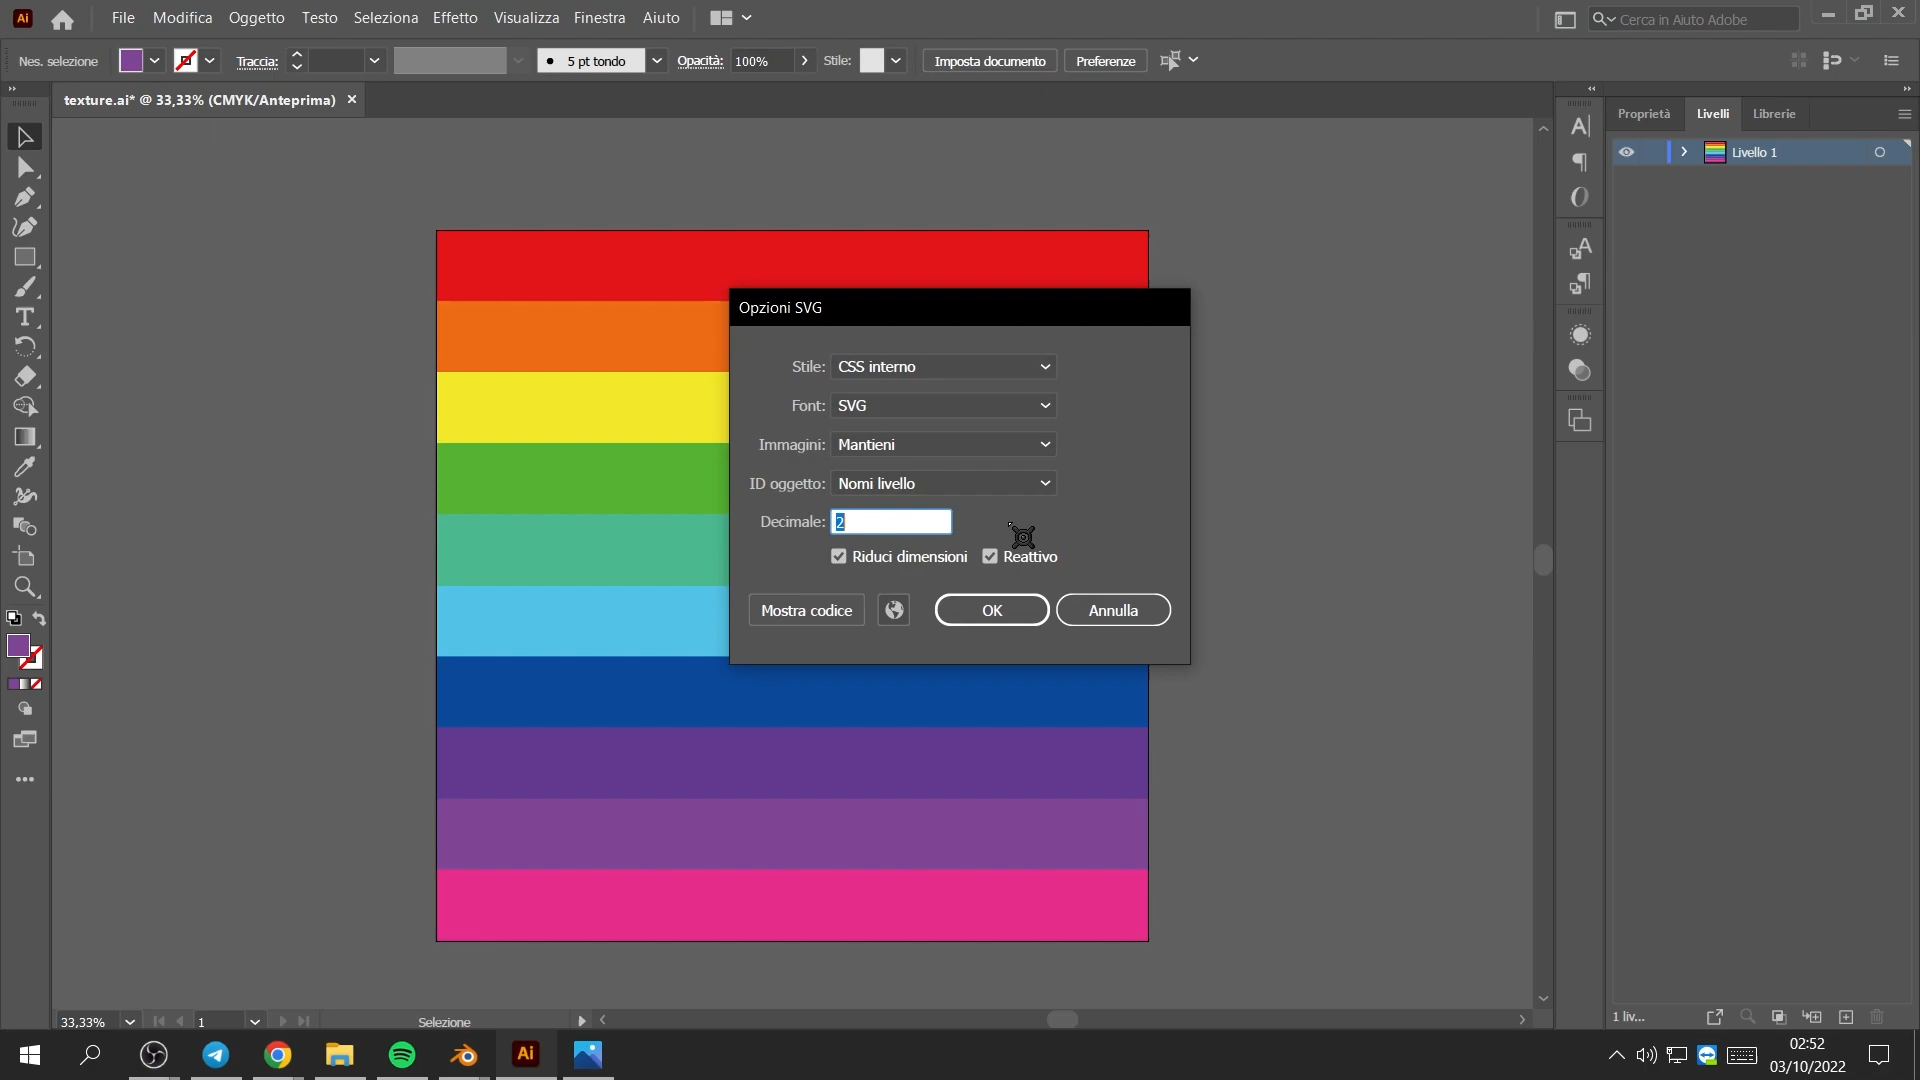 Ai File Modifica Oggetto Testo Seleziona Effetto Visualizza Finestra Aiuto Cerca in Aiuto Adobe
Nes. selezione Traccia: 5 pt tondo Opacità: 100% Stile: Imposta documento Preferenze
texture.ai* @ 33,33% (CMYK/Anteprima)
Proprietà Livelli Librerie
Livello 1
Opzioni SVG
Stile: CSS interno
Font: SVG
Immagini: Mantieni
ID oggetto: Nomi livello
Decimale: 2
Riduci dimensioni Reattivo
Mostra codice OK Annulla
33,33% 1 Selezione 1 liv...
Ai 02:52
03/10/2022